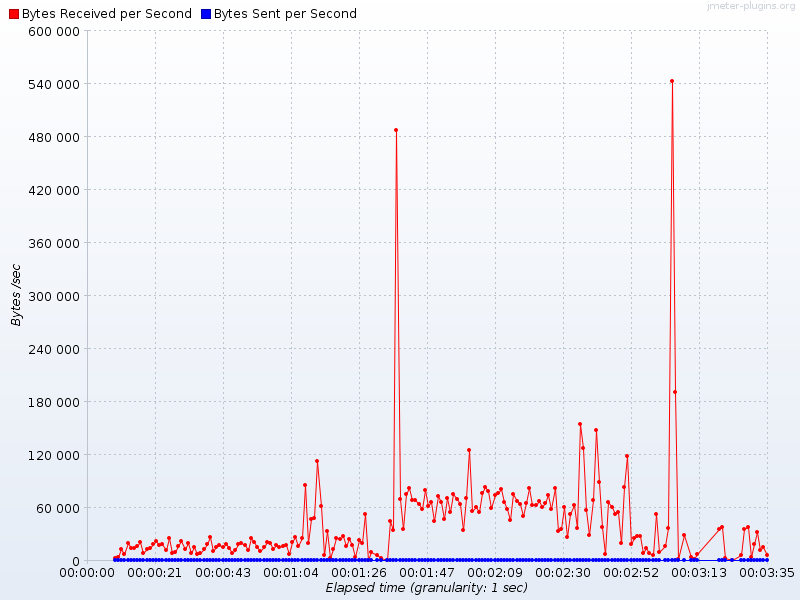 jmeter-plugins.org
Bytes Received per Second Bytes Sent per Second
600 000
540 000
480 000
420 000
360 000
300 000
240 000
180 000
120 000
60 000
0
Bytes /sec
00:00:00 00:00:21 00:00:43 00:01:04 00:01:26 00:01:47 00:02:09 00:02:30 00:02:52 00:03:13 00:03:35
Elapsed time (granularity: 1 sec)